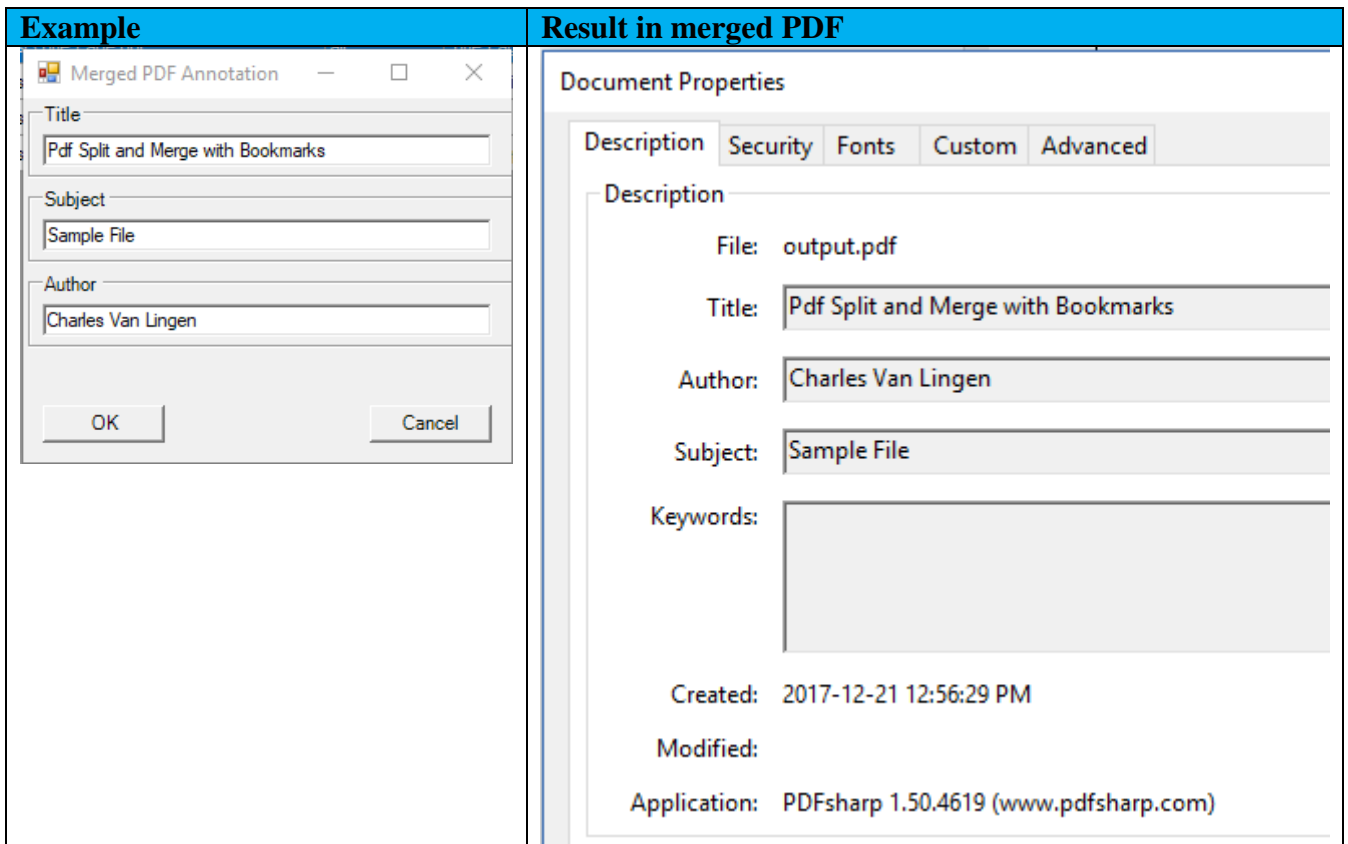 Example
Result in merged PDF
Merged PDF Annotation
Title
Pdf Split and Merge with Bookmarks
Subject
Sample File
Author
Charles Van Lingen
OK
Cancel
Document Properties
Description Security Fonts Custom Advanced
Description
File: output.pdf
Title: Pdf Split and Merge with Bookmarks
Author: Charles Van Lingen
Subject: Sample File
Keywords:
Created: 2017-12-21 12:56:29 PM
Modified:
Application: PDFsharp 1.50.4619 (www.pdfsharp.com)